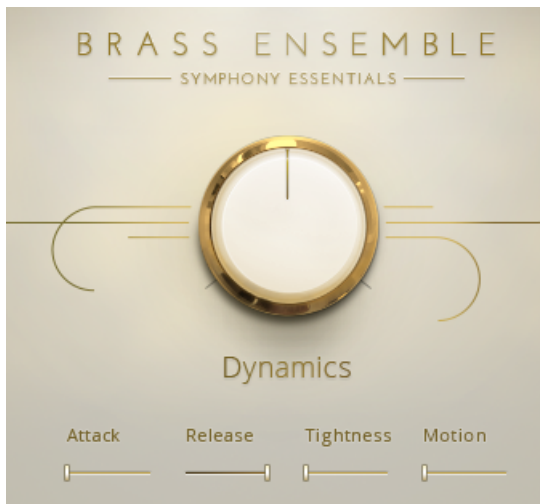 BRASS ENSEMBLE
SYMPHONY ESSENTIALS
Dynamics
Attack Release Tightness Motion